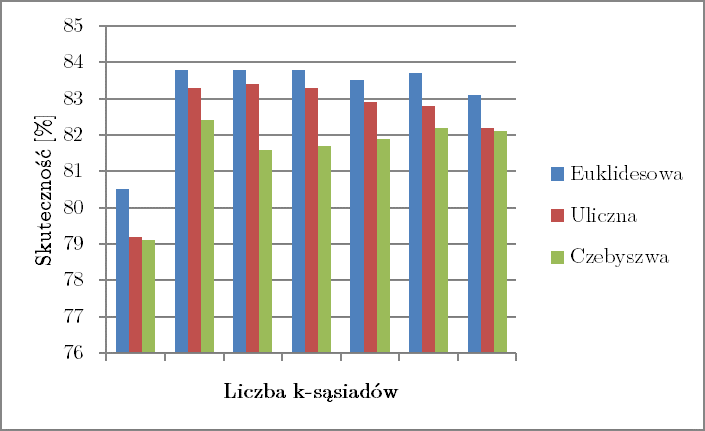 85
84
83
82
81
80
79
78
77
76
Skuteczność [%]
Liczba k-sąsiadów
Euklidesowa
Uliczna
Czebyszwa